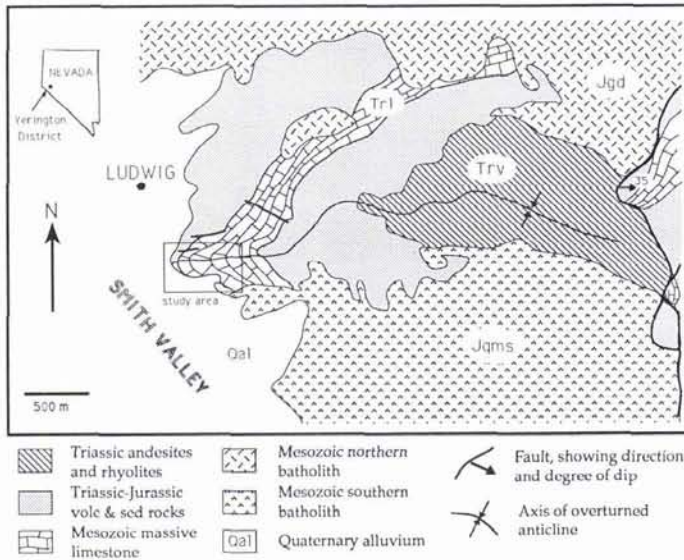 NEVADA
Yerington
District
LUDWIG
N
SMITH VALLEY
500 m
study area
Qal
Trl
Trv
Jgd
35
Jqms
Triassic andesites
and rhyolites
Triassic-Jurassic
volc & sed rocks
Mesozoic massive
limestone
Mesozoic northern
batholith
Mesozoic southern
batholith
Qal
Quaternary alluvium
Fault, showing direction
and degree of dip
Axis of overturned
anticline